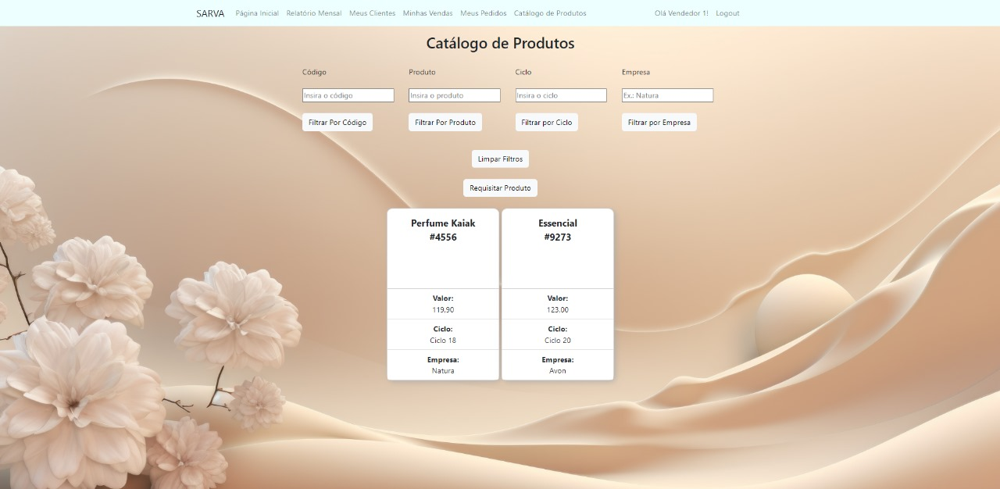 SARVA Página Inicial Relatório Mensal Meus Clientes Minhas Vendas Meus Pedidos Catálogo de Produtos Olá Vendedor 1! Logout
Catálogo de Produtos
Código Produto Ciclo Empresa
Insira o código Insira o produto Insira o ciclo Ex.: Natura
Filtrar Por Código Filtrar Por Produto Filtrar por Ciclo Filtrar por Empresa
Limpar Filtros
Requisitar Produto
Perfume Kaiak
#4556
Valor:
119,90
Ciclo:
Ciclo 18
Empresa:
Natura
Essencial
#9273
Valor:
123,00
Ciclo:
Ciclo 20
Empresa:
Avon